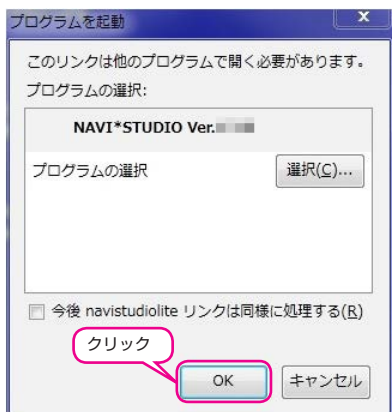 プログラムを起動
x
このリンクは他のプログラムで開く必要があります。
プログラムの選択:
NAVI*STUDIO Ver.
プログラムの選択
選択(C)...
今後 navistudiolite リンクは同様に処理する(R)
クリック
OK
キャンセル